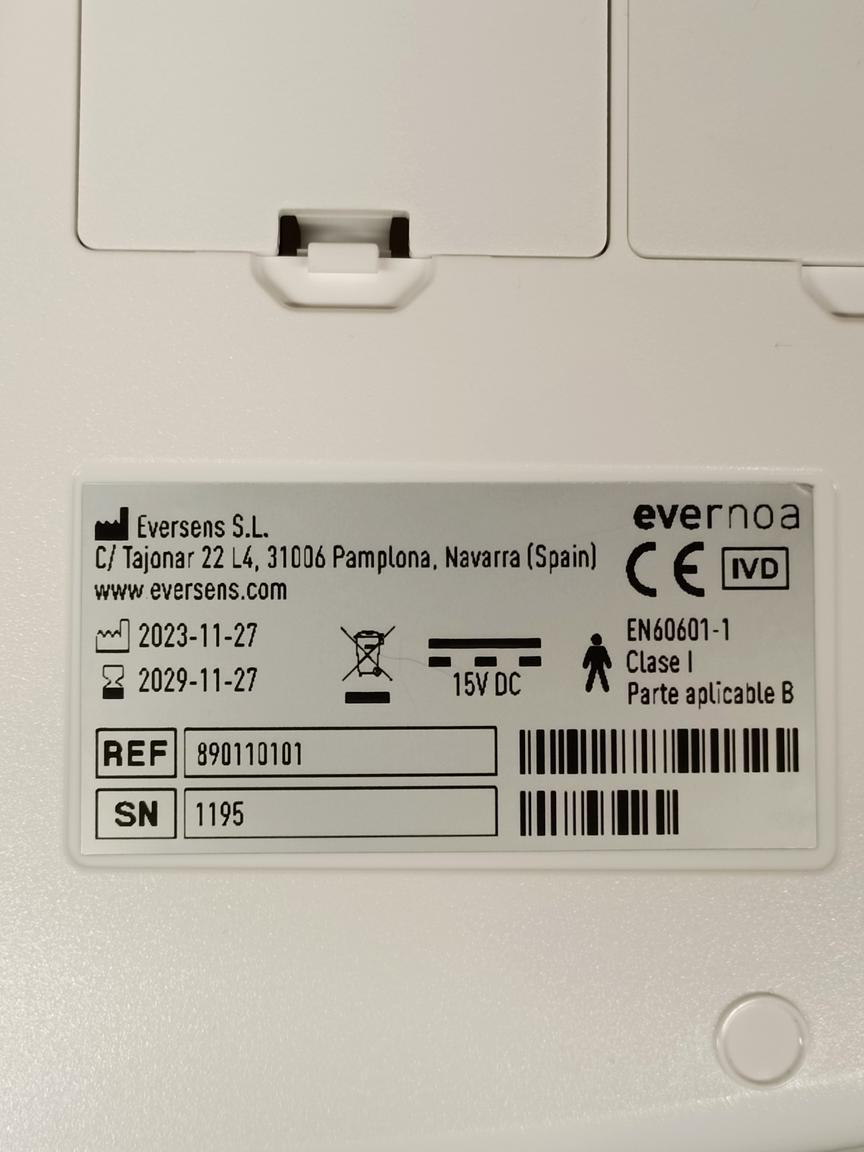 Eversens S.L.
C/ Tajonar 22 L4, 31006 Pamplona, Navarra (Spain)
www.eversens.com
evernoa
CE IVD
2023-11-27
2029-11-27
15V DC
EN60601-1
Clase I
Parte aplicable B
REF 890110101
SN 1195